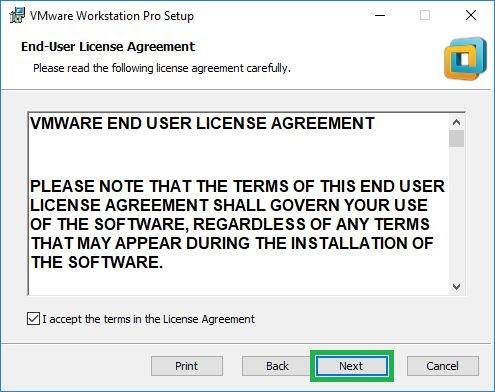 VMware Workstation Pro Setup
End-User License Agreement
Please read the following license agreement carefully.
VMWARE END USER LICENSE AGREEMENT
PLEASE NOTE THAT THE TERMS OF THIS END USER
LICENSE AGREEMENT SHALL GOVERN YOUR USE
OF THE SOFTWARE, REGARDLESS OF ANY TERMS
THAT MAY APPEAR DURING THE INSTALLATION OF
THE SOFTWARE.
I accept the terms in the License Agreement
Print Back Next Cancel